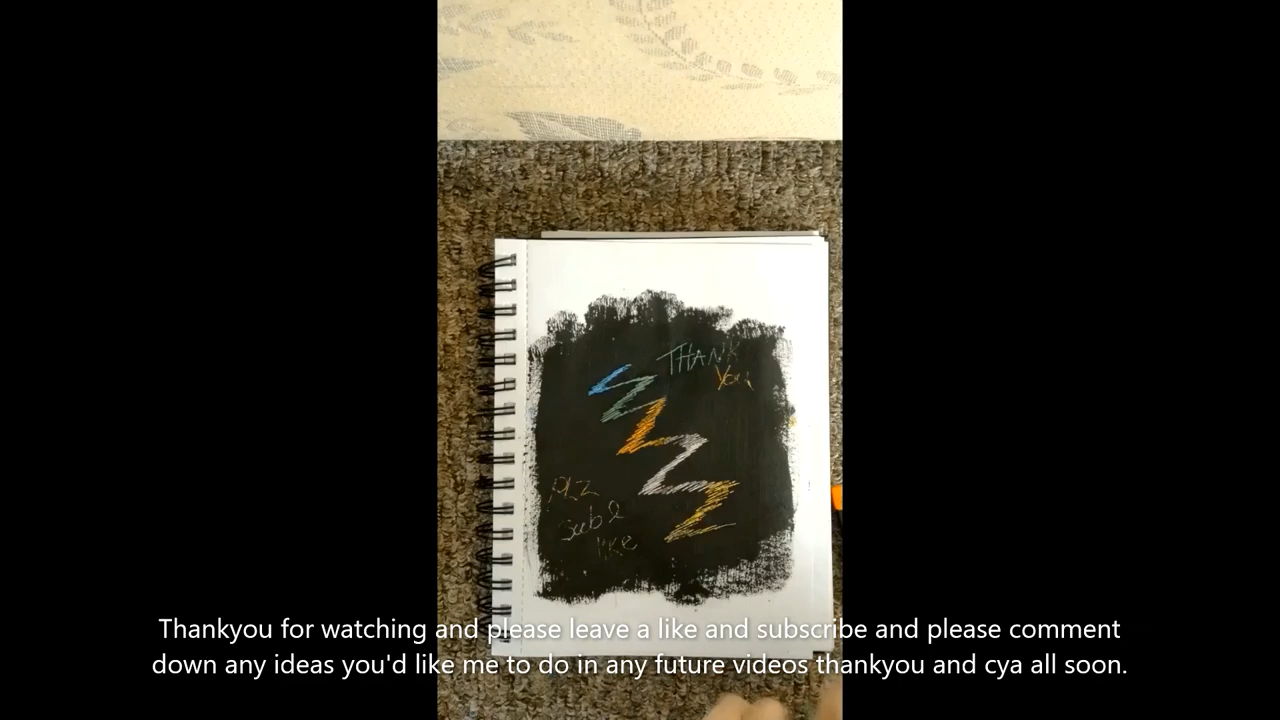 THANK
You
PLZ
Sub &
like
Thankyou for watching and please leave a like and subscribe and please comment
down any ideas you'd like me to do in any future videos thankyou and cya all soon.